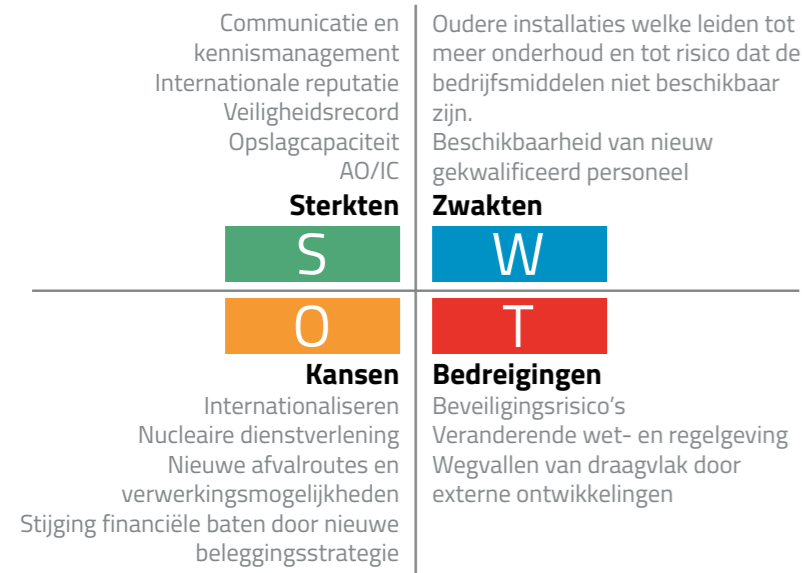 Communicatie en
kennismanagement
Internationale reputatie
Veiligheidsrecord
Opslagcapaciteit
AO/IC
Sterkten
S
Oudere installaties welke leiden tot
meer onderhoud en tot risico dat de
bedrijfsmiddelen niet beschikbaar
zijn.
Beschikbaarheid van nieuw
gekwalificeerd personeel
Zwakten
W
O
Kansen
Internationaliseren
Nucleaire dienstverlening
Nieuwe afvalroutes en
verwerkingsmogelijkheden
Stijging financiële baten door nieuwe
beleggingsstrategie
T
Bedreigingen
Beveiligingsrisico's
Veranderende wet- en regelgeving
Wegvallen van draagvlak door
externe ontwikkelingen